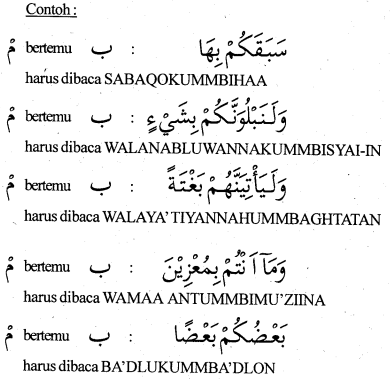 Contoh :
مْ bertemu ب : سَبَقَكُمْ بِهَا
harus dibaca SABAQOKUMMBIHAA
مْ bertemu ب : وَلَنَبْلُوَنَّكُمْ بِشَيْءٍ
harus dibaca WALANABLUWANNAKUMMBISYAI-IN
مْ bertemu ب : وَلَيَأْتِيَنَّهُمْ بَغْتَةً
harus dibaca WALAYA’TIYANNAHUMMBAGHTATAN
مْ bertemu ب : وَمَآ اَنْتُمْ بِمُعْزِيْنَ
harus dibaca WAMAA ANTUMMBIMU’ZIINA
مْ bertemu ب : بَعْضُكُمْ بَعْضًا
harus dibaca BA’DLUKUMMBA’DLON